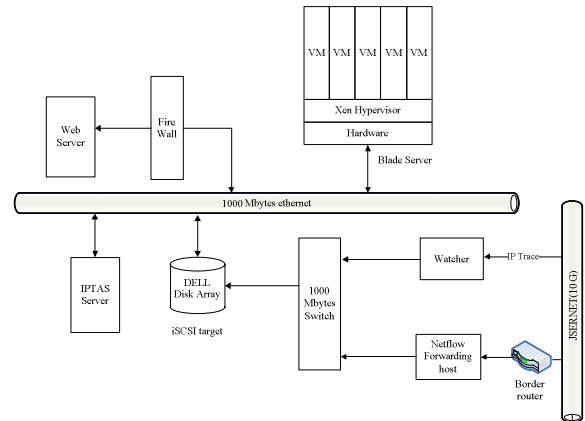 VM VM VM VM VM
Xen Hypervisor
Hardware
Blade Server
Fire
Wall
Web
Server
1000 Mbytes ethernet
IPTAS
Server
DELL
Disk Array
iSCSI target
1000
Mbytes
Switch
Watcher
IP Trace
Netflow
Forwarding
host
Border
router
JSERNET(10G)